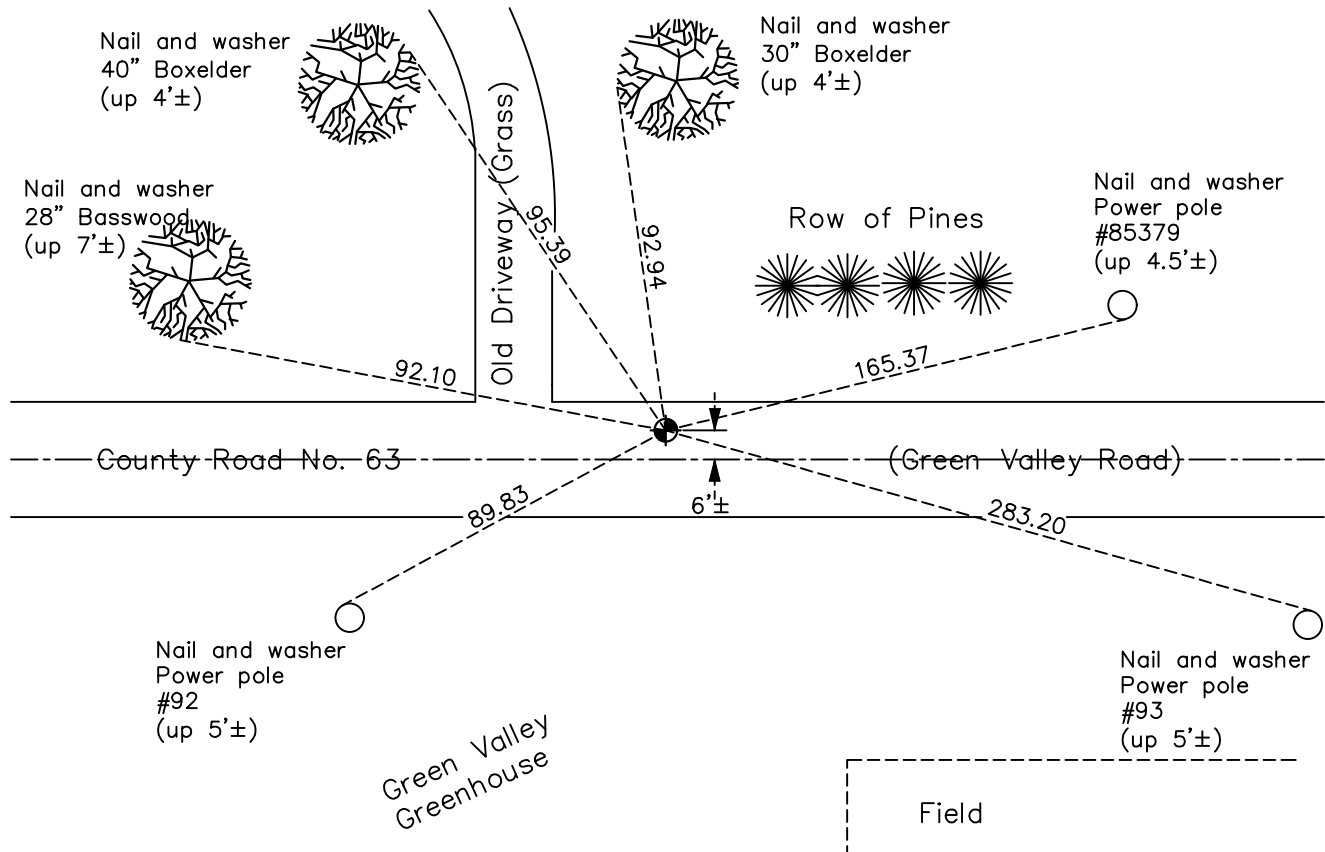 Nail and washer
40” Boxelder
(up 4'±)
Nail and washer
30” Boxelder
(up 4'±)
Nail and washer
28” Basswood
(up 7'±)
Nail and washer
Power pole
#85379
(up 4.5'±)
Old Driveway (Grass)
Row of Pines
95.39
92.94
92.10
165.37
County Road No. 63
(Green Valley Road)
6'±
89.83
283.20
Nail and washer
Power pole
#92
(up 5'±)
Nail and washer
Power pole
#93
(up 5'±)
Green Valley
Greenhouse
Field